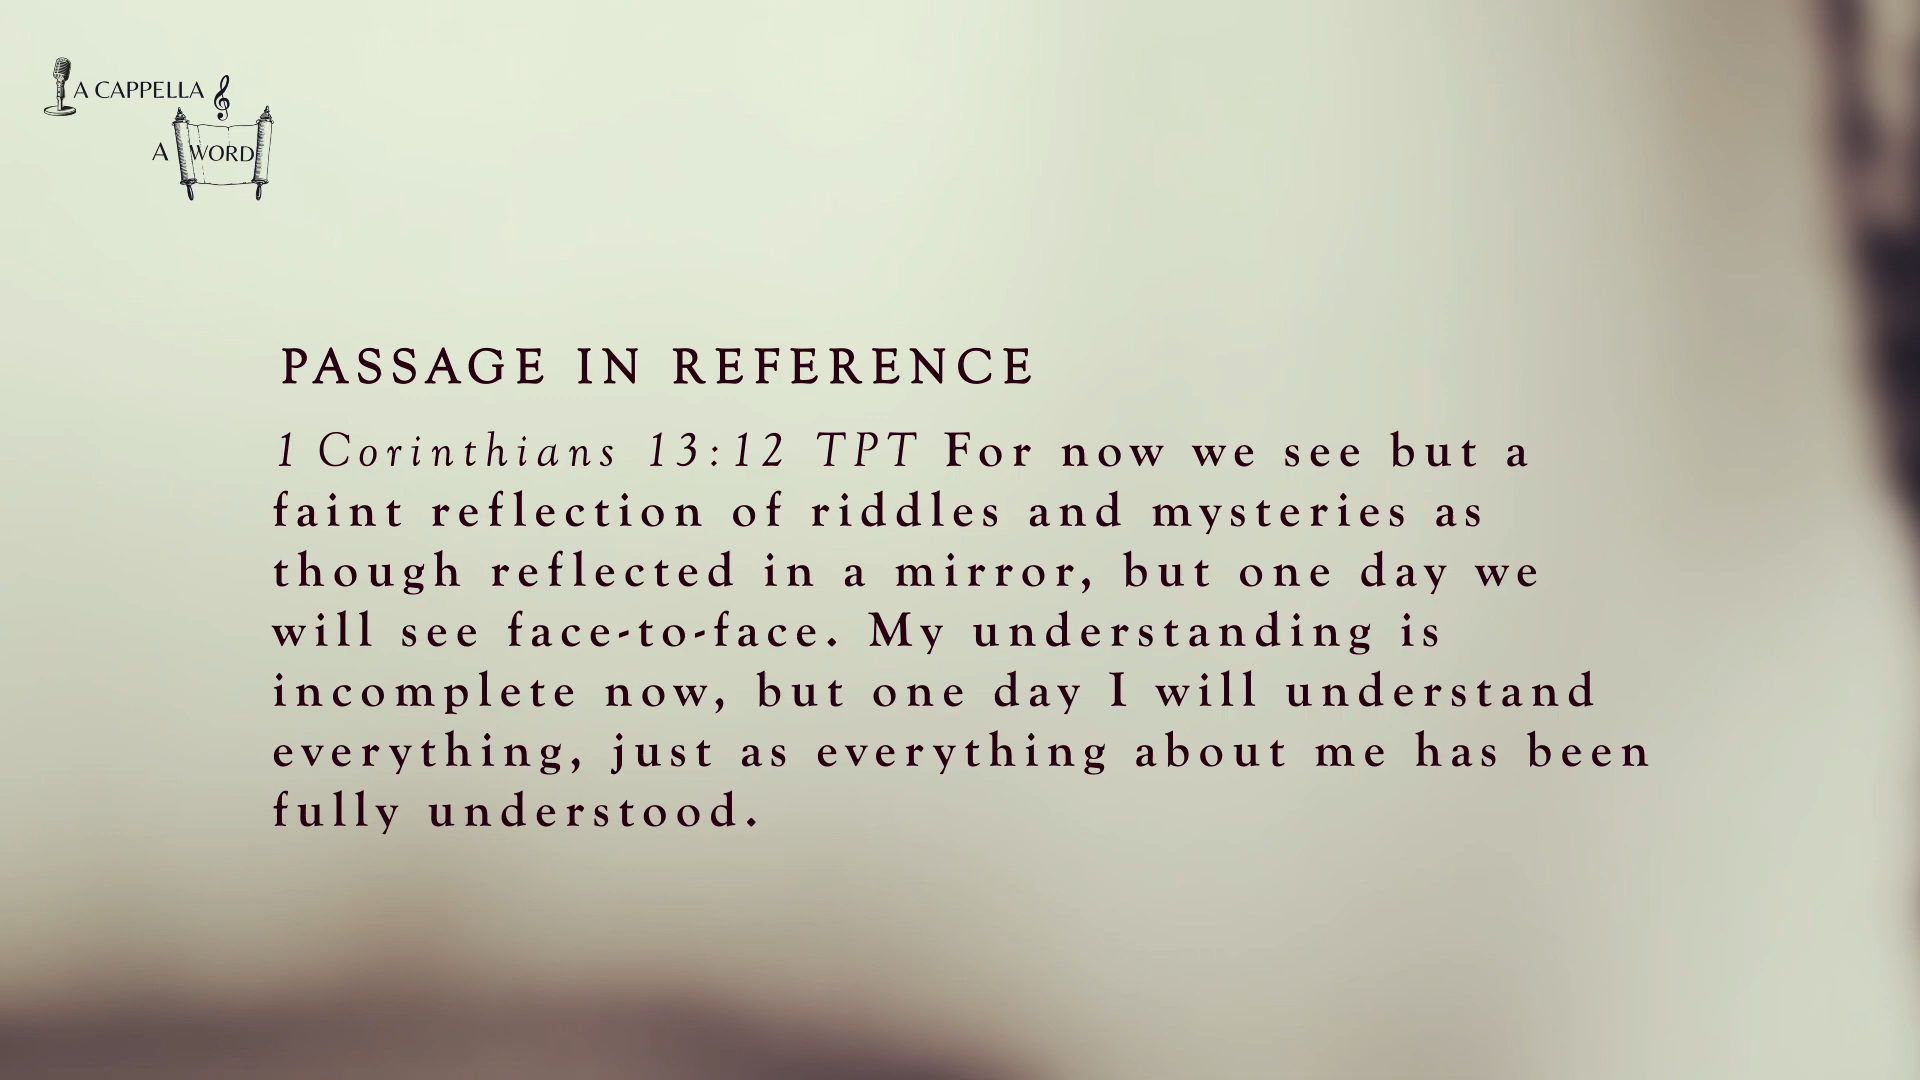 A CAPPELLA
A WORD
PASSAGE IN REFERENCE
1 Corinthians 13:12 TPT For now we see but a
faint reflection of riddles and mysteries as
though reflected in a mirror, but one day we
will see face-to-face. My understanding is
incomplete now, but one day I will understand
everything, just as everything about me has been
fully understood.